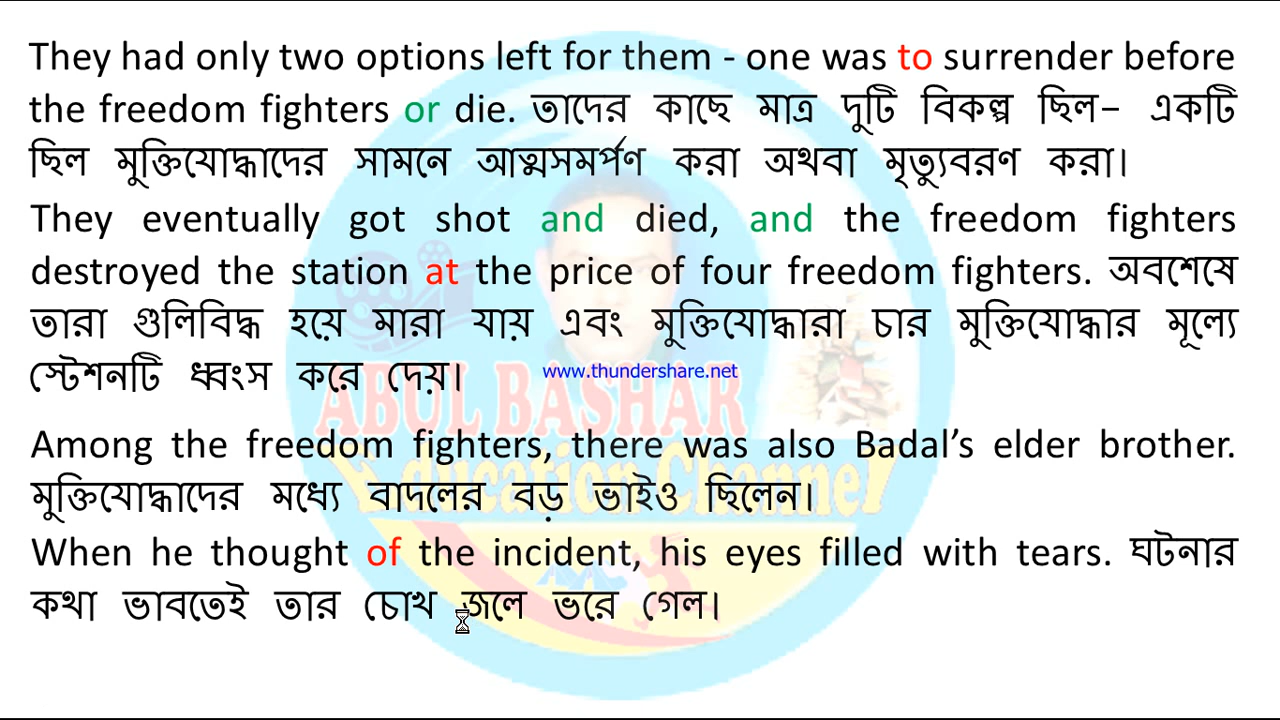 They had only two options left for them - one was to surrender before
the freedom fighters or die. তাদের কাছে মাত্র দুটি বিকল্প ছিল– একটি
ছিল মুক্তিযোদ্ধাদের সামনে আত্মসমর্পণ করা অথবা মৃত্যুবরণ করা।
They eventually got shot and died, and the freedom fighters
destroyed the station at the price of four freedom fighters. অবশেষে
তারা গুলিবিদ্ধ হয়ে মারা যায় এবং মুক্তিযোদ্ধারা চার মুক্তিযোদ্ধার মূল্যে
স্টেশনটি ধ্বংস করে দেয়।
www.thundershare.net
ABUL BASHAR
Education Channel
Among the freedom fighters, there was also Badal’s elder brother.
মুক্তিযোদ্ধাদের মধ্যে বাদলের বড় ভাইও ছিলেন।
When he thought of the incident, his eyes filled with tears. ঘটনার
কথা ভাবতেই তার চোখ জলে ভরে গেল।